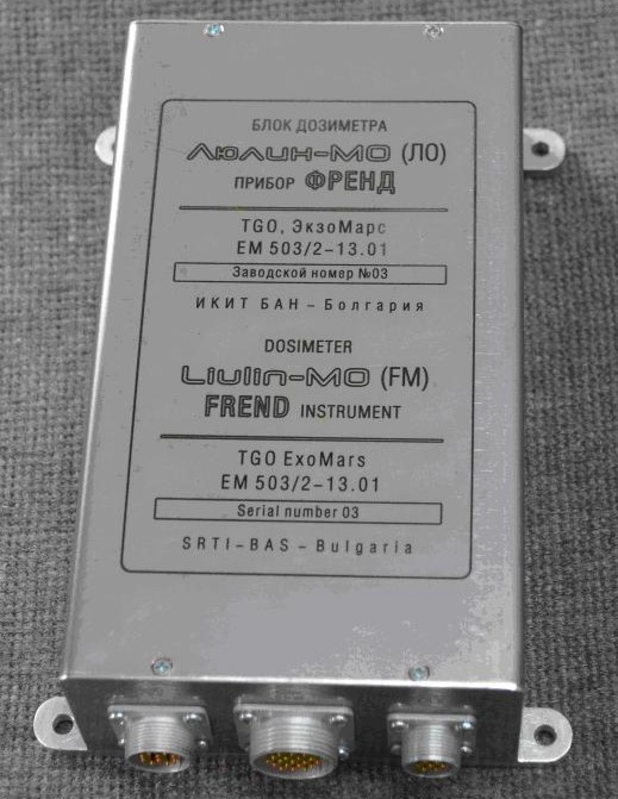 БЛОК ДОЗИМЕТРА
Люлин-МО (ЛО)
ПРИБОР ФРЕНД
TGO, ЭкзоМарс
ЕМ 503/2-13.01
Заводской номер №03
ИКИТ БАН - Болгария
DOSIMETER
Liulin-MO (FM)
FREND INSTRUMENT
TGO ExoMars
EM 503/2-13.01
Serial number 03
SRTI-BAS-Bulgaria